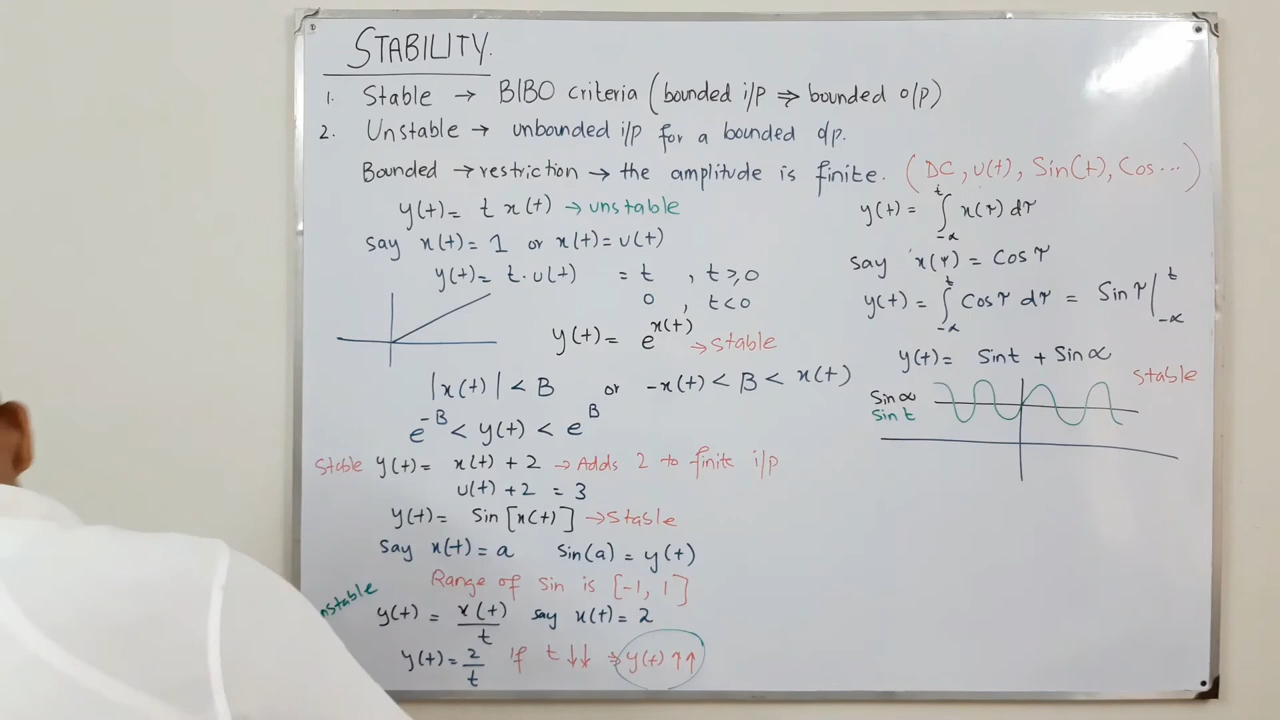 STABILITY.
1. Stable → BIBO criteria (bounded i/p ⇒ bounded o/p)
2. Unstable → unbounded i/p for a bounded o/p.
Bounded → restriction → the amplitude is finite. (DC, u(t), Sin(t), Cos...)
y(t) = t x(t) → unstable
say x(t) = 1 or x(t) = u(t)
y(t) = t · u(t) = t , t ≥ 0
0 , t < 0
y(t) = e^x(t) → stable
|x(t)| < B or -x(t) < B < x(t)
e^-B < y(t) < e^B
Stable y(t) = x(t) + 2 → Adds 2 to finite i/p
u(t) + 2 = 3
y(t) = Sin [x(t)] → Stable
Say x(t) = a Sin(a) = y(t)
Range of Sin is [-1, 1]
nstable
y(t) = x(t)/t say x(t) = 2
y(t) = 2/t If t ↓↓ ⇒ y(t) ↑↑
y(t) = ∫_-α^t x(τ) dτ
say x(τ) = Cos τ
y(t) = ∫_-α^t Cos τ dτ = Sin τ |_-α^t
y(t) = Sin t + Sin α
Stable
Sin α
Sin t